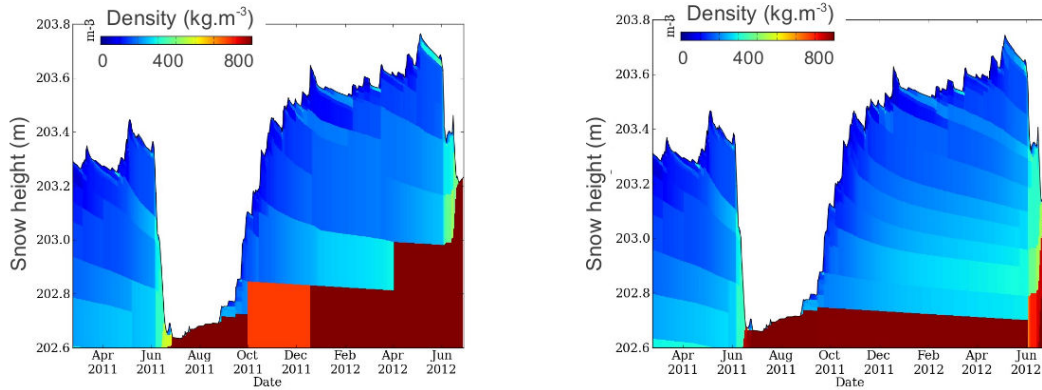 Density (kg.m⁻³)
m-3
0 400 800
203.8
203.6
203.4
203.2
203.0
202.8
202.6
Snow height (m)
Apr 2011
Jun 2011
Aug 2011
Oct 2011
Dec 2011
Feb 2012
Apr 2012
Jun 2012
Date
Density (kg.m⁻³)
m-3
0 400 800
203.8
203.6
203.4
203.2
203.0
202.8
202.6
Snow height (m)
Apr 2011
Jun 2011
Aug 2011
Oct 2011
Dec 2011
Feb 2012
Apr 2012
Jun 2012
Date